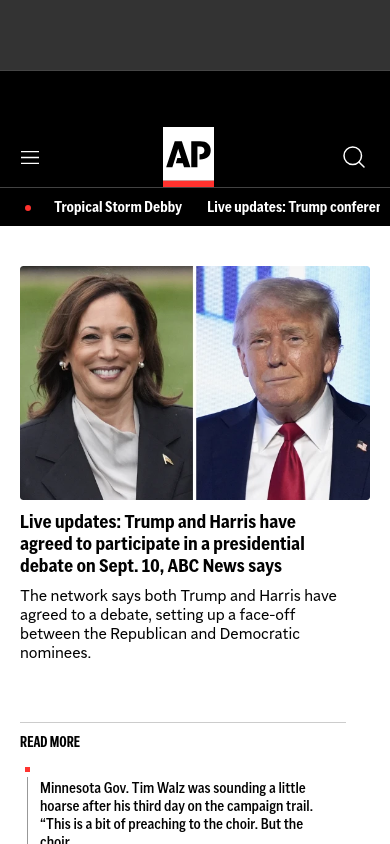 AP
Tropical Storm Debby Live updates: Trump conferer
Live updates: Trump and Harris have
agreed to participate in a presidential
debate on Sept. 10, ABC News says
The network says both Trump and Harris have
agreed to a debate, setting up a face-off
between the Republican and Democratic
nominees.
READ MORE
Minnesota Gov. Tim Walz was sounding a little
hoarse after his third day on the campaign trail.
“This is a bit of preaching to the choir. But the
choir